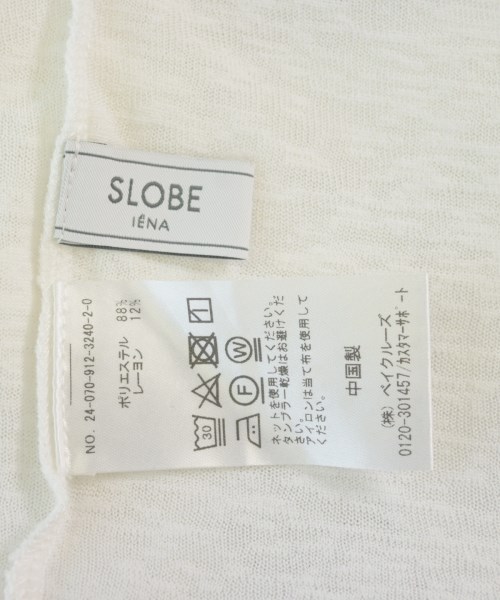 SLOBE
IÉNA
NO. 24-070-912-3240-2-0
ポリエステル 88%
レーヨン 12%
30
F W
ネットを使用してください。
タンブラー乾燥はお避けくだ
さい。
アイロンは当て布を使用して
ください。
中国製
(株) ベイクルーズ
0120-301457/カスタマーサポート